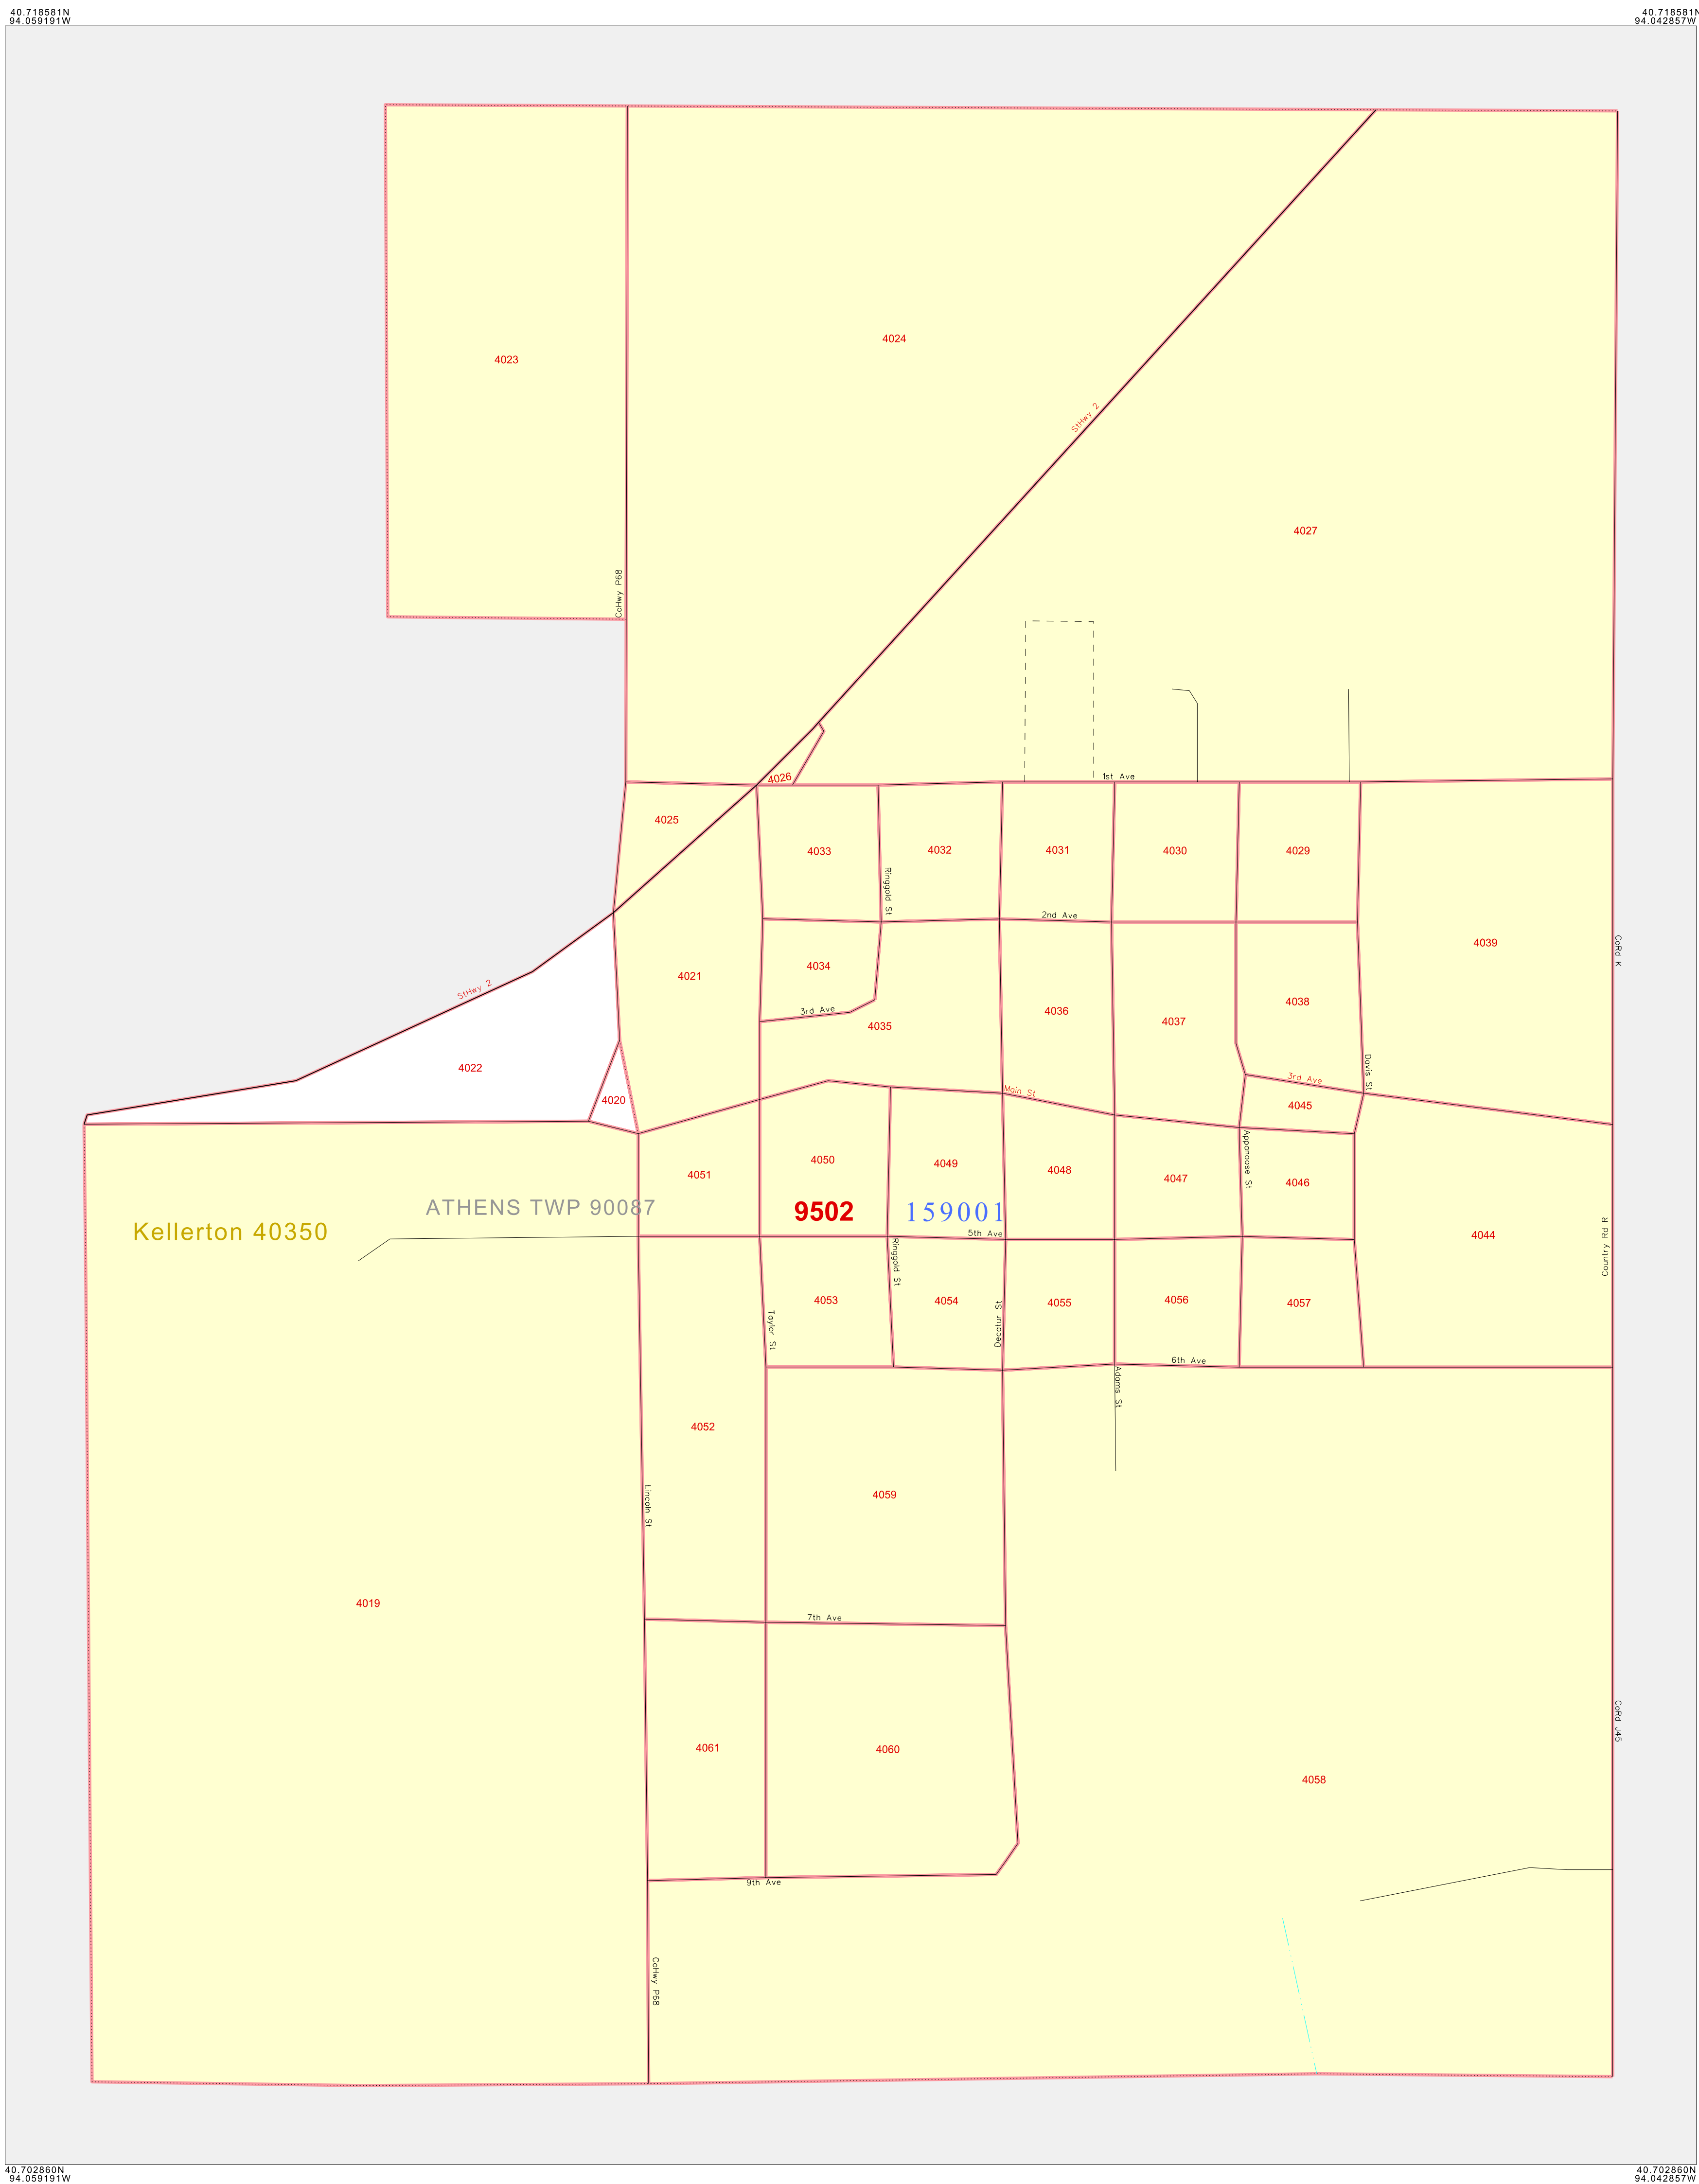 40.718581N
94.059191W
40.718581N
94.042857W
4024
4023
StHwy 2
4027
CoHwy P68
4026
1st Ave
4025
4033
4032
4031
4030
4029
Ringgold St
2nd Ave
4039
CoRd K
4034
4021
StHwy 2
4038
3rd Ave
4036
4037
4035
4022
Davis St
3rd Ave
Main St
4020
4045
4050
4049
4048
4051
4047
Appanoose St
4046
ATHENS TWP 90087
9502
159001
Kellerton 40350
5th Ave
4044
Country Rd R
Ringgold St
4053
4054
4055
4056
4057
Taylor St
Decatur St
6th Ave
Adams St
4052
4059
Lincoln St
4019
7th Ave
CoRd J45
4061
4060
4058
9th Ave
CoHwy P68
40.702860N
94.059191W
40.702860N
94.042857W